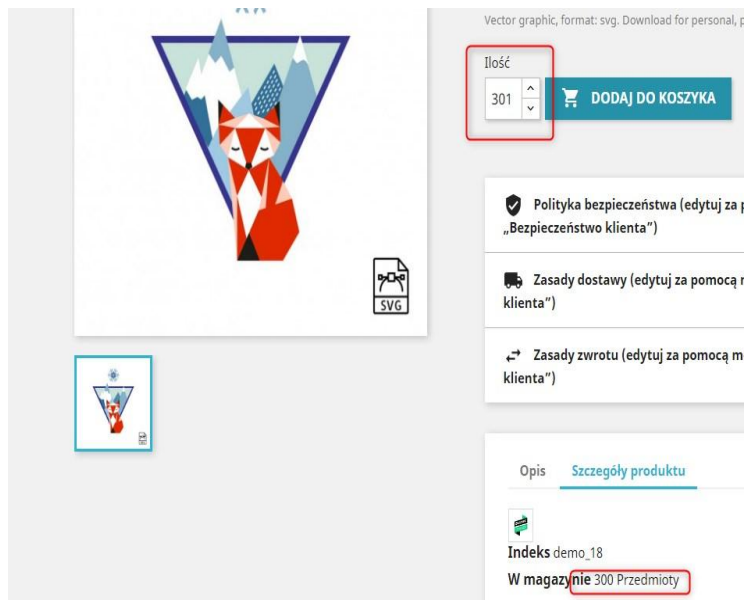 Vector graphic, format: svg. Download for personal,
Ilość
301
DODAJ DO KOSZYKA
Polityka bezpieczeństwa (edytuj za
„Bezpieczeństwo klienta”)
SVG
Zasady dostawy (edytuj za pomocą
klienta”)
Zasady zwrotu (edytuj za pomocą
klienta”)
Opis Szczegóły produktu
Indeks demo_18
W magazynie 300 Przedmioty